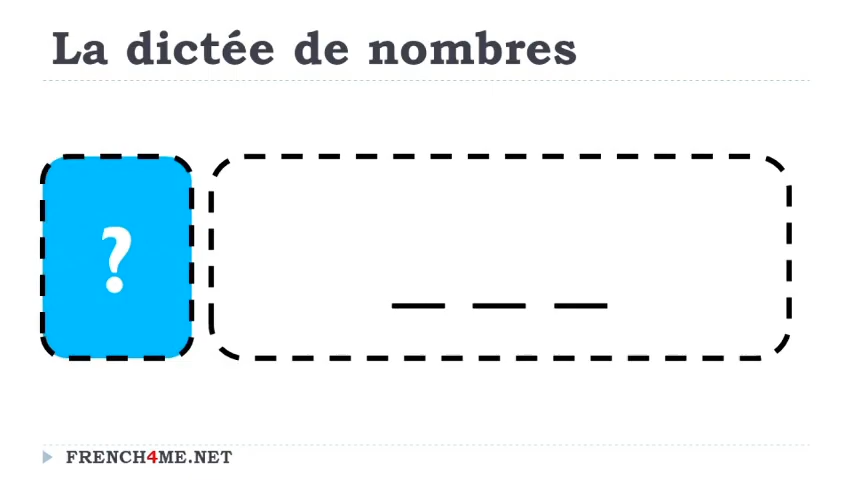 La dictée de nombres
?
_ _ _
FRENCH4ME.NET